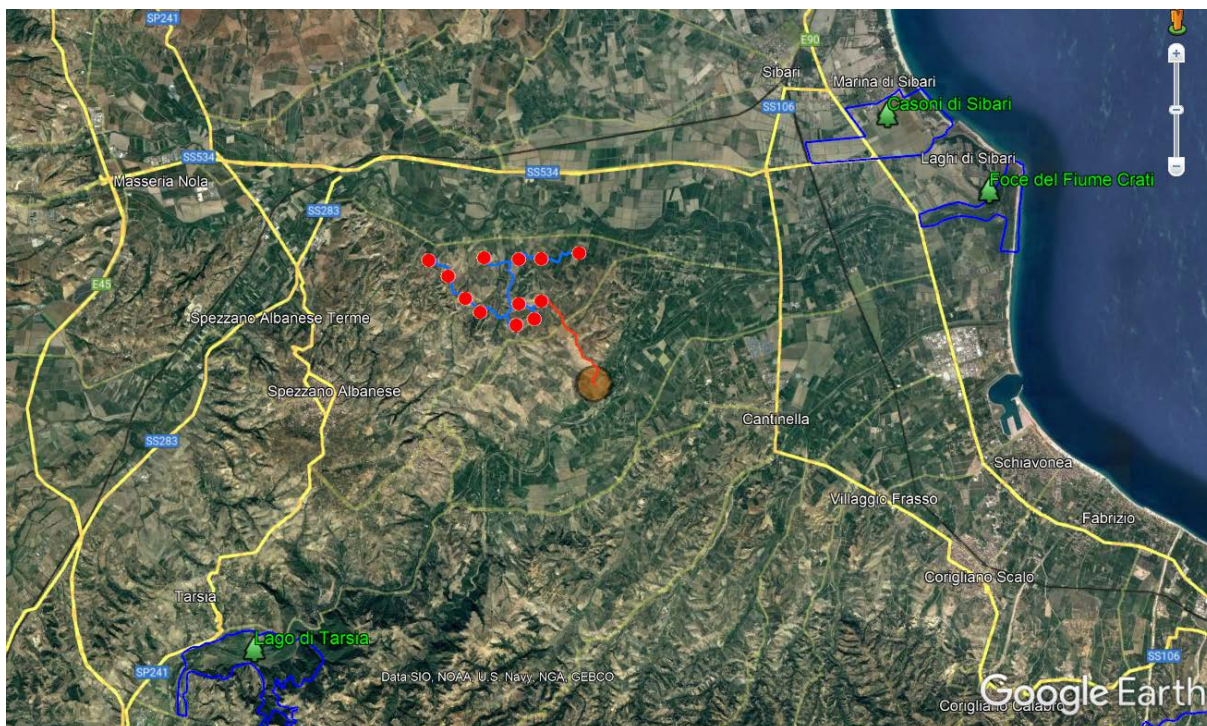 SP241
E90
Sibari
Marina di Sibari
SS106
Casoni di Sibari
SS534
SS534
Laghi di Sibari
Masseria Nola
Foce del Fiume Crati
SS283
E45
Spezzano Albanese Terme
Spezzano Albanese
Cantinella
SS283
Schiavonea
Villaggio Frasso
Fabrizio
Corigliano Scalo
Tarsia
Lago di Tarsia
SS106
SP241
Data SIO, NOAA, U.S. Navy, NGA, GEBCO
Google Earth
Corigliano Calabro